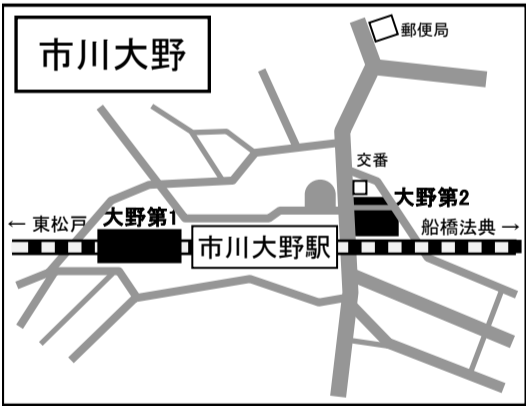 市川大野
郵便局
交番
大野第2
← 東松戸
大野第1
船橋法典 →
市川大野駅